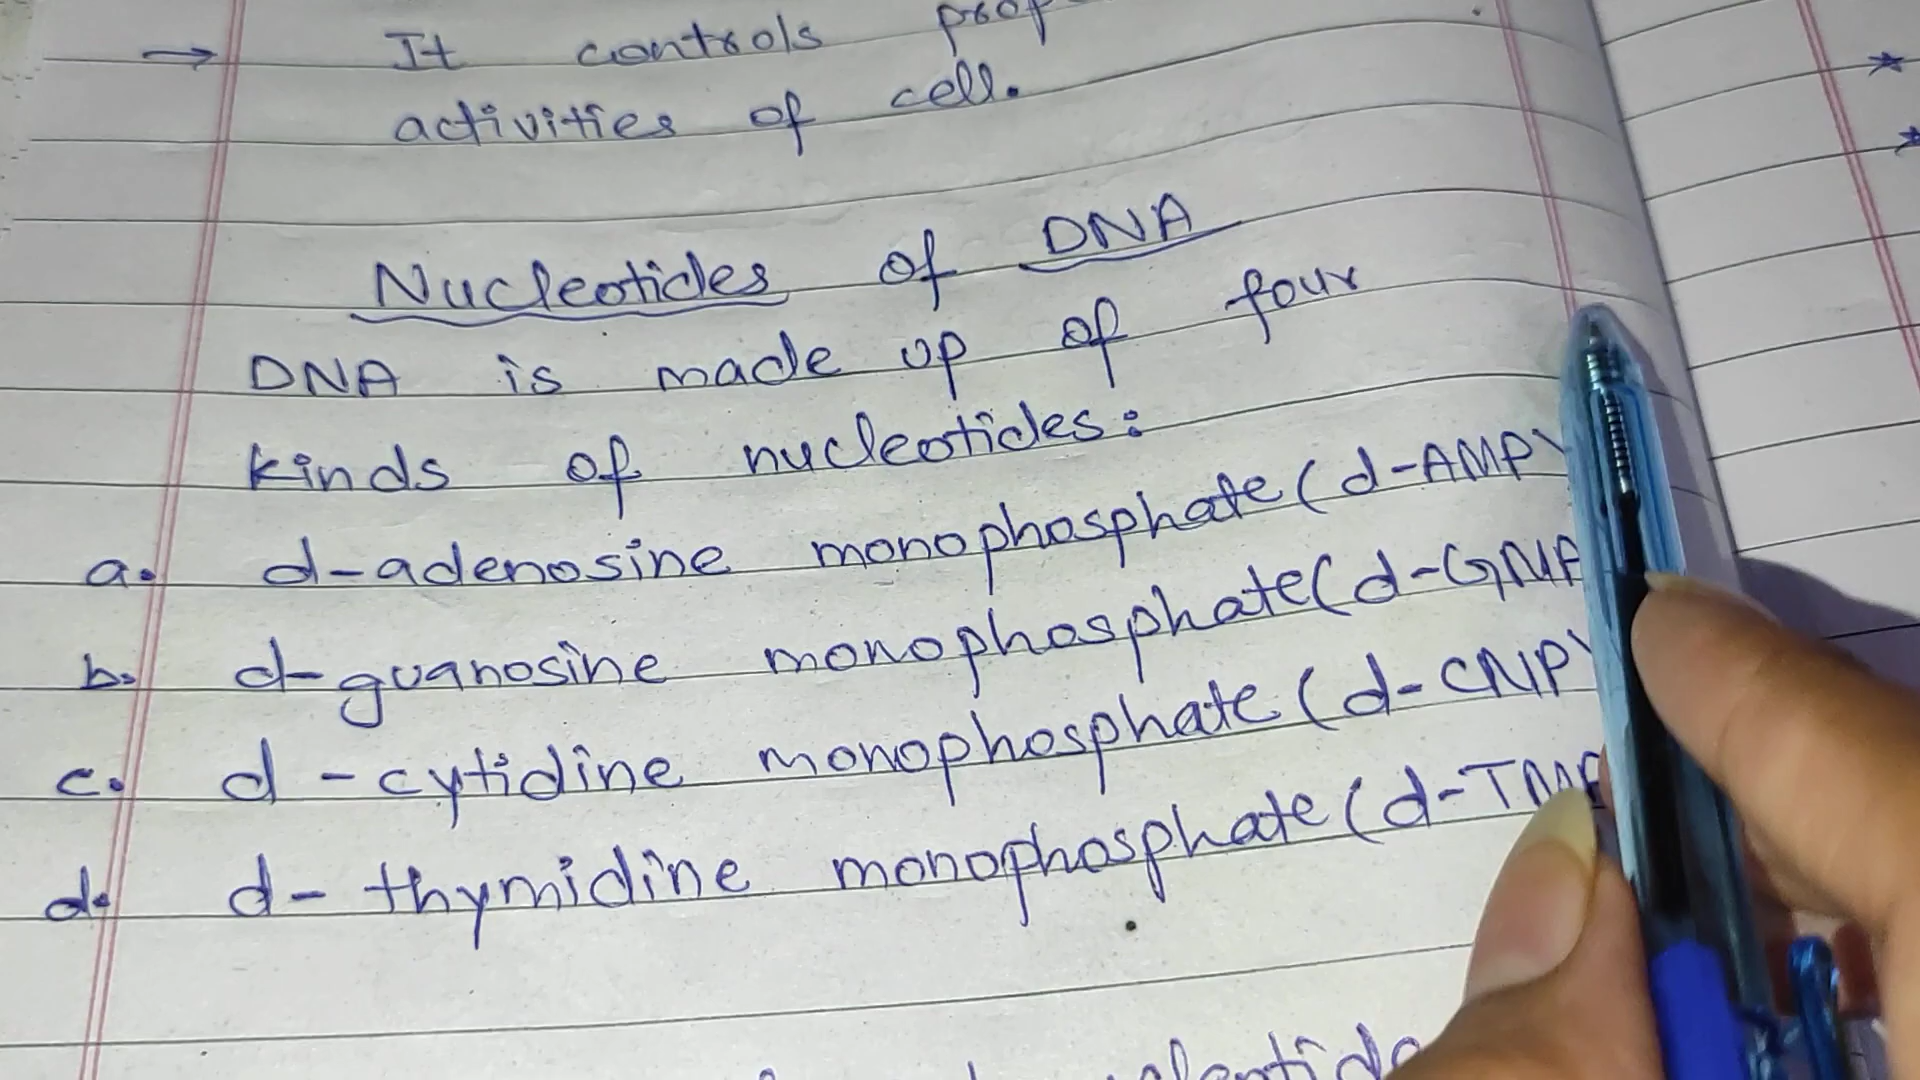 → It controls
activities of cell.
Nucleotides of DNA
DNA is made up of four
kinds of nucleotides:
a. d-adenosine monophosphate (d-AMP)
b. d-guanosine monophosphate (d-GMP
c. d-cytidine monophosphate (d-CMP)
d. d-thymidine monophosphate (d-TMP